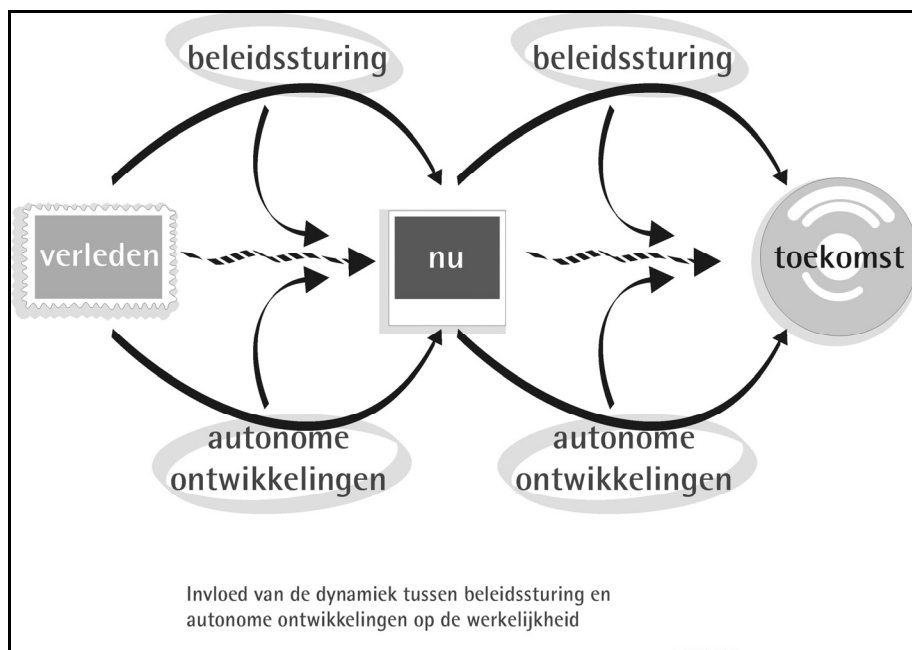 beleidssturing
beleidssturing
verleden
nu
toekomst
autonome
ontwikkelingen
autonome
ontwikkelingen
Invloed van de dynamiek tussen beleidssturing en
autonome ontwikkelingen op de werkelijkheid